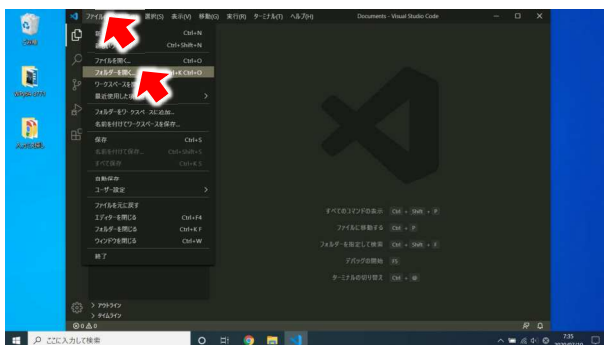 ファイル
選択(S) 表示(V) 移動(G) 実行(R) ターミナル(T) ヘルプ(H)
Documents - Visual Studio Code
Ctrl+N
Ctrl+Shift+N
ファイルを開く... Ctrl+O
フォルダーを開く... Ctrl+K Ctrl+O
ワークスペースを開
最近使用した
フォルダーをワークスペースに追加...
名前を付けてワークスペースを保存...
保存 Ctrl+S
名前を付けて保存... Ctrl+Shift+S
すべて保存 Ctrl+K S
自動保存
ユーザー設定
ファイルを元に戻す
エディターを閉じる Ctrl+F4
フォルダーを閉じる Ctrl+K F
ウィンドウを閉じる Ctrl+W
終了
すべてのコマンドの表示 Ctrl + Shift + P
ファイルに移動する Ctrl + P
フォルダーを指定して検索 Ctrl + Shift + F
デバッグの開始 F5
ターミナルの切り替え Ctrl + @
アウトライン
タイムライン
0 0
ここに入力して検索
7:35